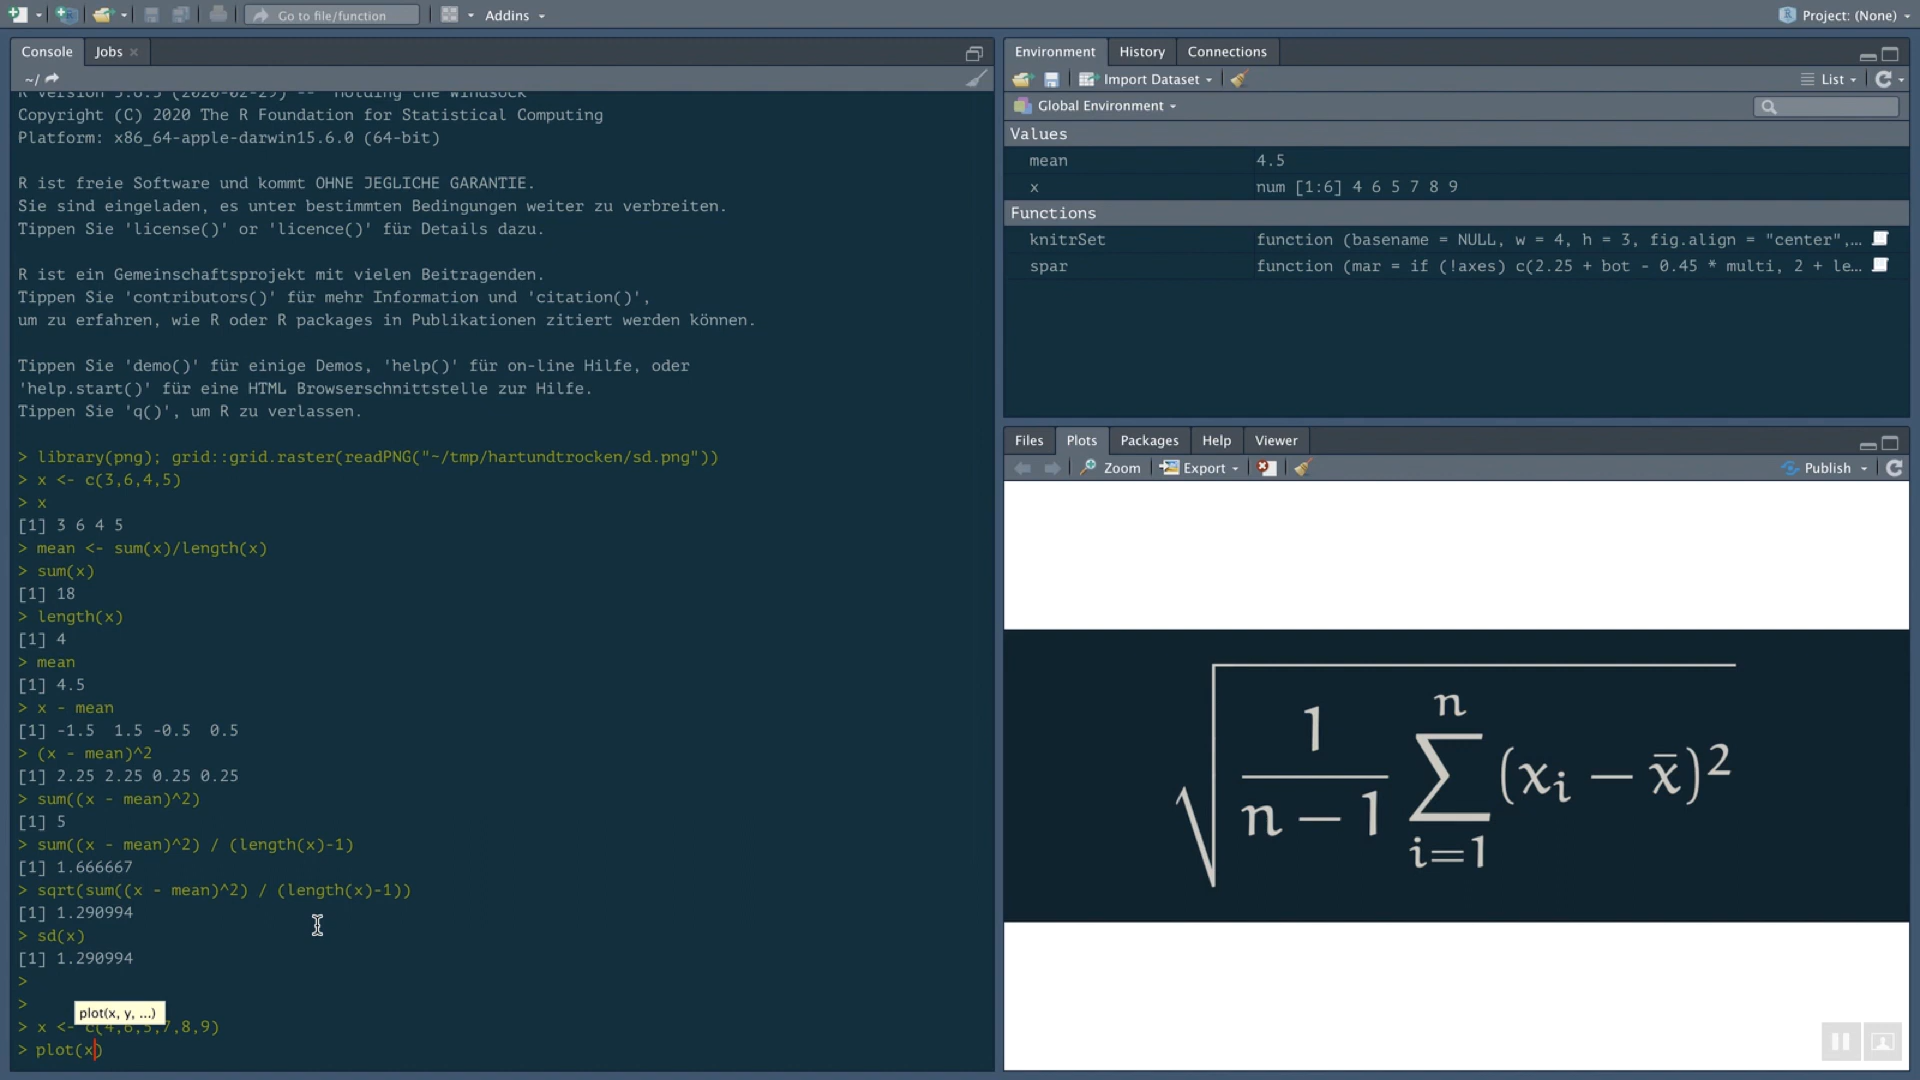 Go to file/function
Addins
Project: (None)
Console
Jobs
~/
Copyright (C) 2020 The R Foundation for Statistical Computing
Platform: x86_64-apple-darwin15.6.0 (64-bit)
R ist freie Software und kommt OHNE JEGLICHE GARANTIE.
Sie sind eingeladen, es unter bestimmten Bedingungen weiter zu verbreiten.
Tippen Sie 'license()' or 'licence()' für Details dazu.
R ist ein Gemeinschaftsprojekt mit vielen Beitragenden.
Tippen Sie 'contributors()' für mehr Information und 'citation()',
um zu erfahren, wie R oder R packages in Publikationen zitiert werden können.
Tippen Sie 'demo()' für einige Demos, 'help()' für on-line Hilfe, oder
'help.start()' für eine HTML Browserschnittstelle zur Hilfe.
Tippen Sie 'q()', um R zu verlassen.
> library(png); grid::grid.raster(readPNG("~/tmp/hartundtrocken/sd.png"))
> x <- c(3,6,4,5)
> x
[1] 3 6 4 5
> mean <- sum(x)/length(x)
> sum(x)
[1] 18
> length(x)
[1] 4
> mean
[1] 4.5
> x - mean
[1] -1.5  1.5 -0.5  0.5
> (x - mean)^2
[1] 2.25 2.25 0.25 0.25
> sum((x - mean)^2)
[1] 5
> sum((x - mean)^2) / (length(x)-1)
[1] 1.666667
> sqrt(sum((x - mean)^2) / (length(x)-1))
[1] 1.290994
> sd(x)
[1] 1.290994
>
>
plot(x, y, ...)
> x <- c(4,6,5,7,8,9)
> plot(x)
Environment
History
Connections
Import Dataset
List
Global Environment
Values
mean 4.5
x num [1:6] 4 6 5 7 8 9
Functions
knitrSet function (basename = NULL, w = 4, h = 3, fig.align = "center",...
spar function (mar = if (!axes) c(2.25 + bot - 0.45 * multi, 2 + le...
Files
Plots
Packages
Help
Viewer
Zoom
Export
Publish
√ 1/(n − 1) ∑ i=1 n (xᵢ − x̄)²